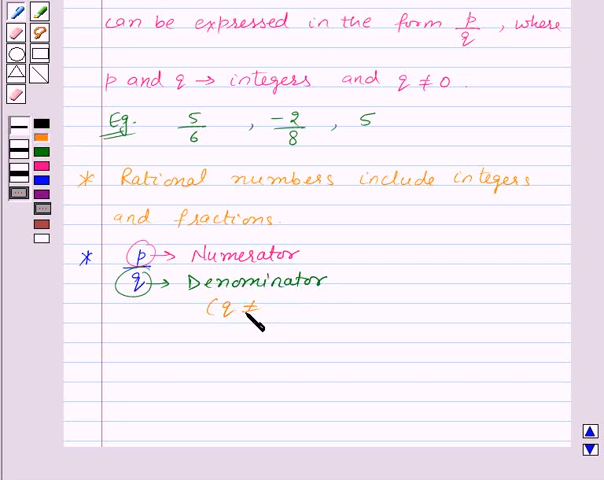 can be expressed in the form p/q, where
p and q → integers and q ≠ 0.
Eg. 5/6, -2/8, 5
* Rational numbers include integers
and fractions.
* p → Numerator
q → Denominator
(q ≠